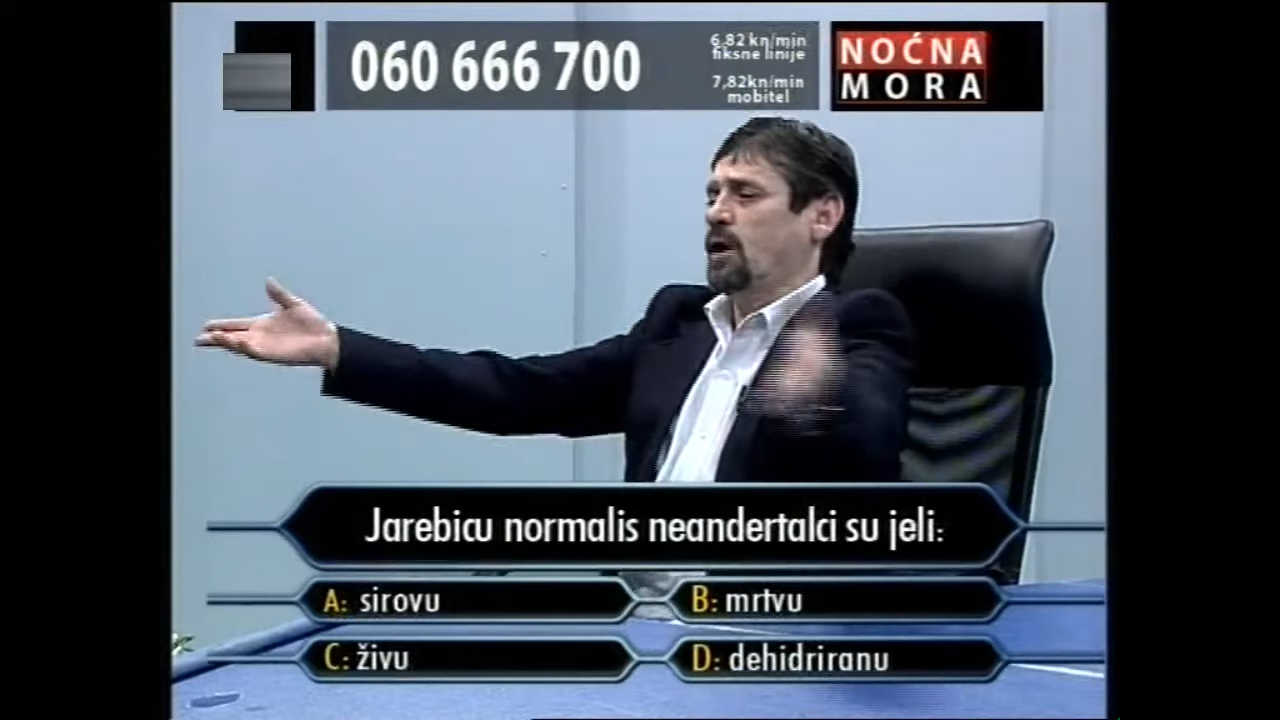 060 666 700
6,82 kn/min
fiksne linije
7,82kn/min
mobitel
NOĆNA
MORA
Jarebicu normalis neandertalci su jeli:
A: sirovu
B: mrtvu
C: živu
D: dehidriranu